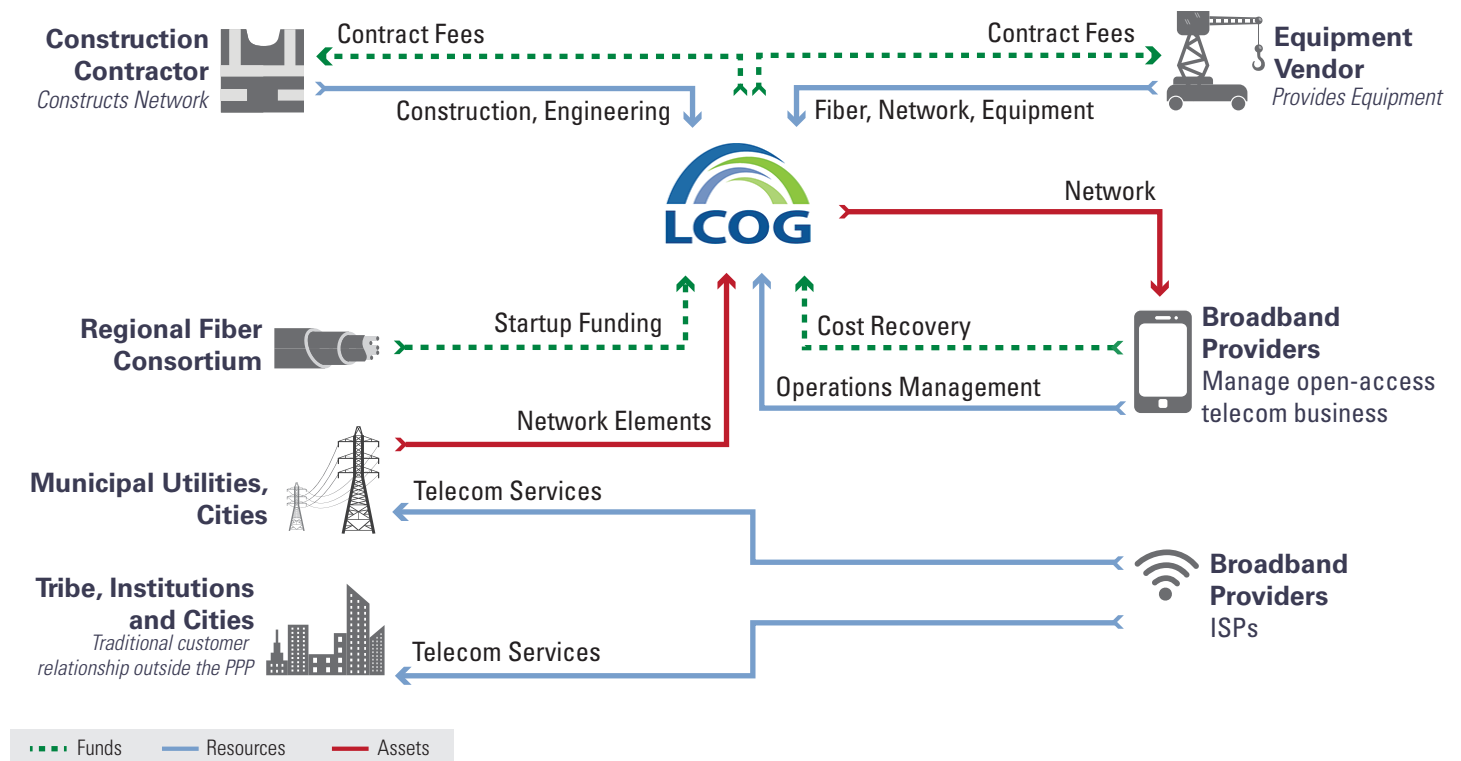 Construction
Contractor
Constructs Network
Contract Fees
Construction, Engineering
Contract Fees
Fiber, Network, Equipment
Equipment
Vendor
Provides Equipment
LCOG
Network
Regional Fiber
Consortium
Startup Funding
Cost Recovery
Operations Management
Broadband
Providers
Manage open-access
telecom business
Network Elements
Municipal Utilities,
Cities
Telecom Services
Tribe, Institutions
and Cities
Traditional customer
relationship outside the PPP
Telecom Services
Broadband
Providers
ISPs
Funds
Resources
Assets